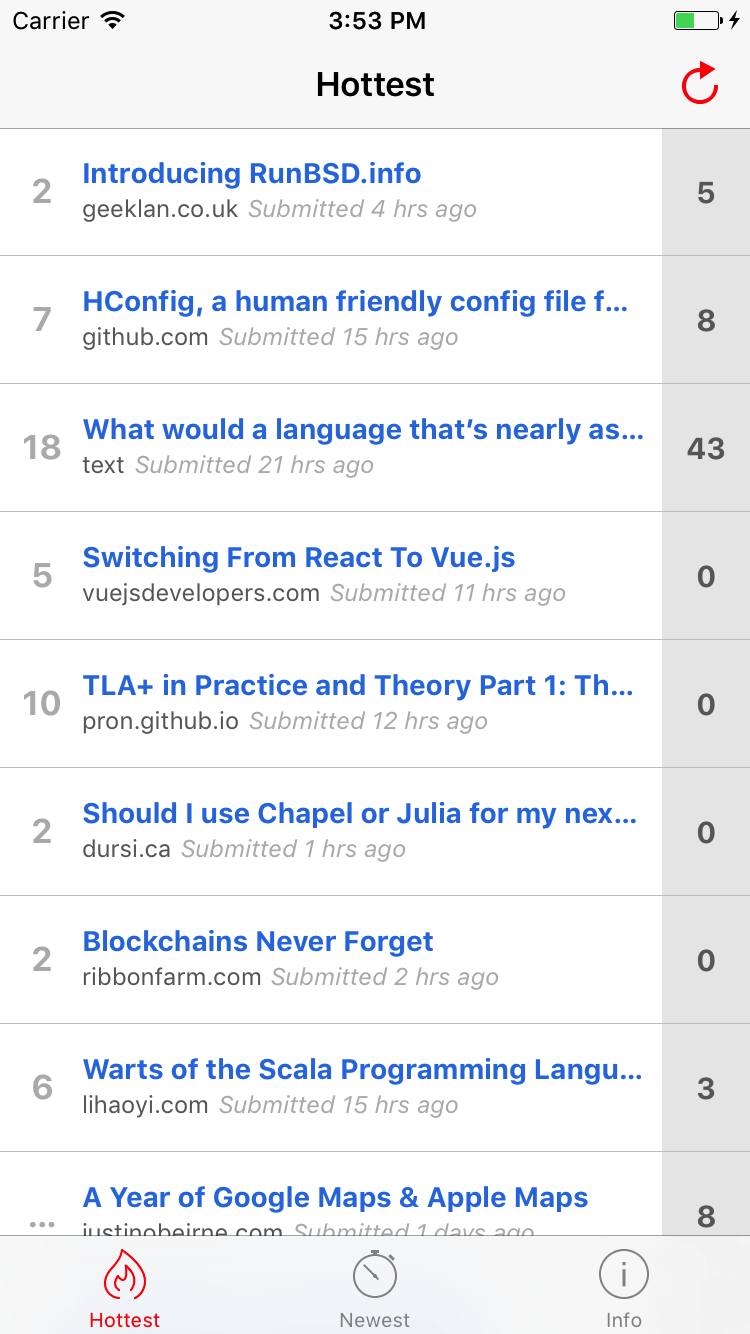 Carrier 3:53 PM
Hottest
2 Introducing RunBSD.info 5
geeklan.co.uk Submitted 4 hrs ago
7 HConfig, a human friendly config file f... 8
github.com Submitted 15 hrs ago
18 What would a language that’s nearly as... 43
text Submitted 21 hrs ago
5 Switching From React To Vue.js 0
vuejsdevelopers.com Submitted 11 hrs ago
10 TLA+ in Practice and Theory Part 1: Th... 0
pron.github.io Submitted 12 hrs ago
2 Should I use Chapel or Julia for my nex... 0
dursi.ca Submitted 1 hrs ago
2 Blockchains Never Forget 0
ribbonfarm.com Submitted 2 hrs ago
6 Warts of the Scala Programming Langu... 3
lihaoyi.com Submitted 15 hrs ago
... A Year of Google Maps & Apple Maps 8
justinobeirne.com Submitted 1 days ago
Hottest Newest Info